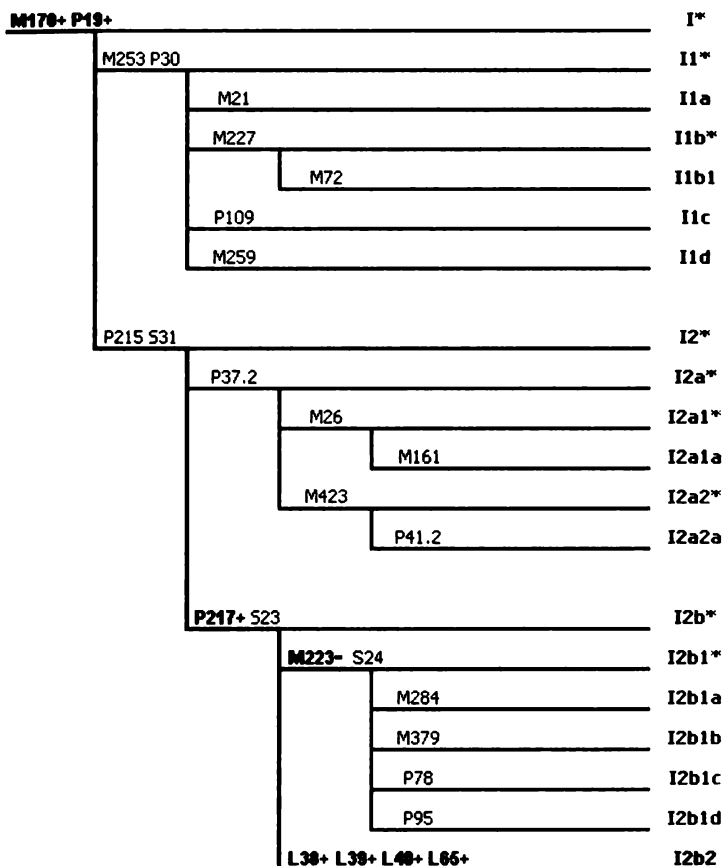 M170+ P19+ I*
M253 P30 I1*
M21 I1a
M227 I1b*
M72 I1b1
P109 I1c
M259 I1d
P215 S31 I2*
P37.2 I2a*
M26 I2a1*
M161 I2a1a
M423 I2a2*
P41.2 I2a2a
P217+ S23 I2b*
M223- S24 I2b1*
M284 I2b1a
M379 I2b1b
P78 I2b1c
P95 I2b1d
L38+ L39+ L40+ L65+ I2b2